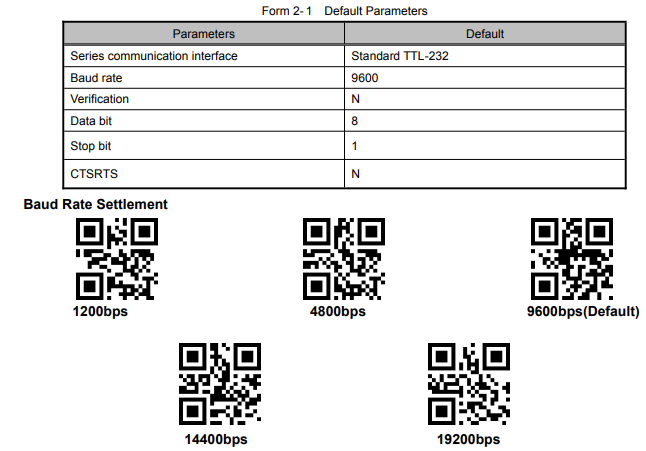 Form 2- 1 Default Parameters
Parameters Default
Series communication interface Standard TTL-232
Baud rate 9600
Verification N
Data bit 8
Stop bit 1
CTSRTS N
Baud Rate Settlement
1200bps 4800bps 9600bps(Default)
14400bps 19200bps